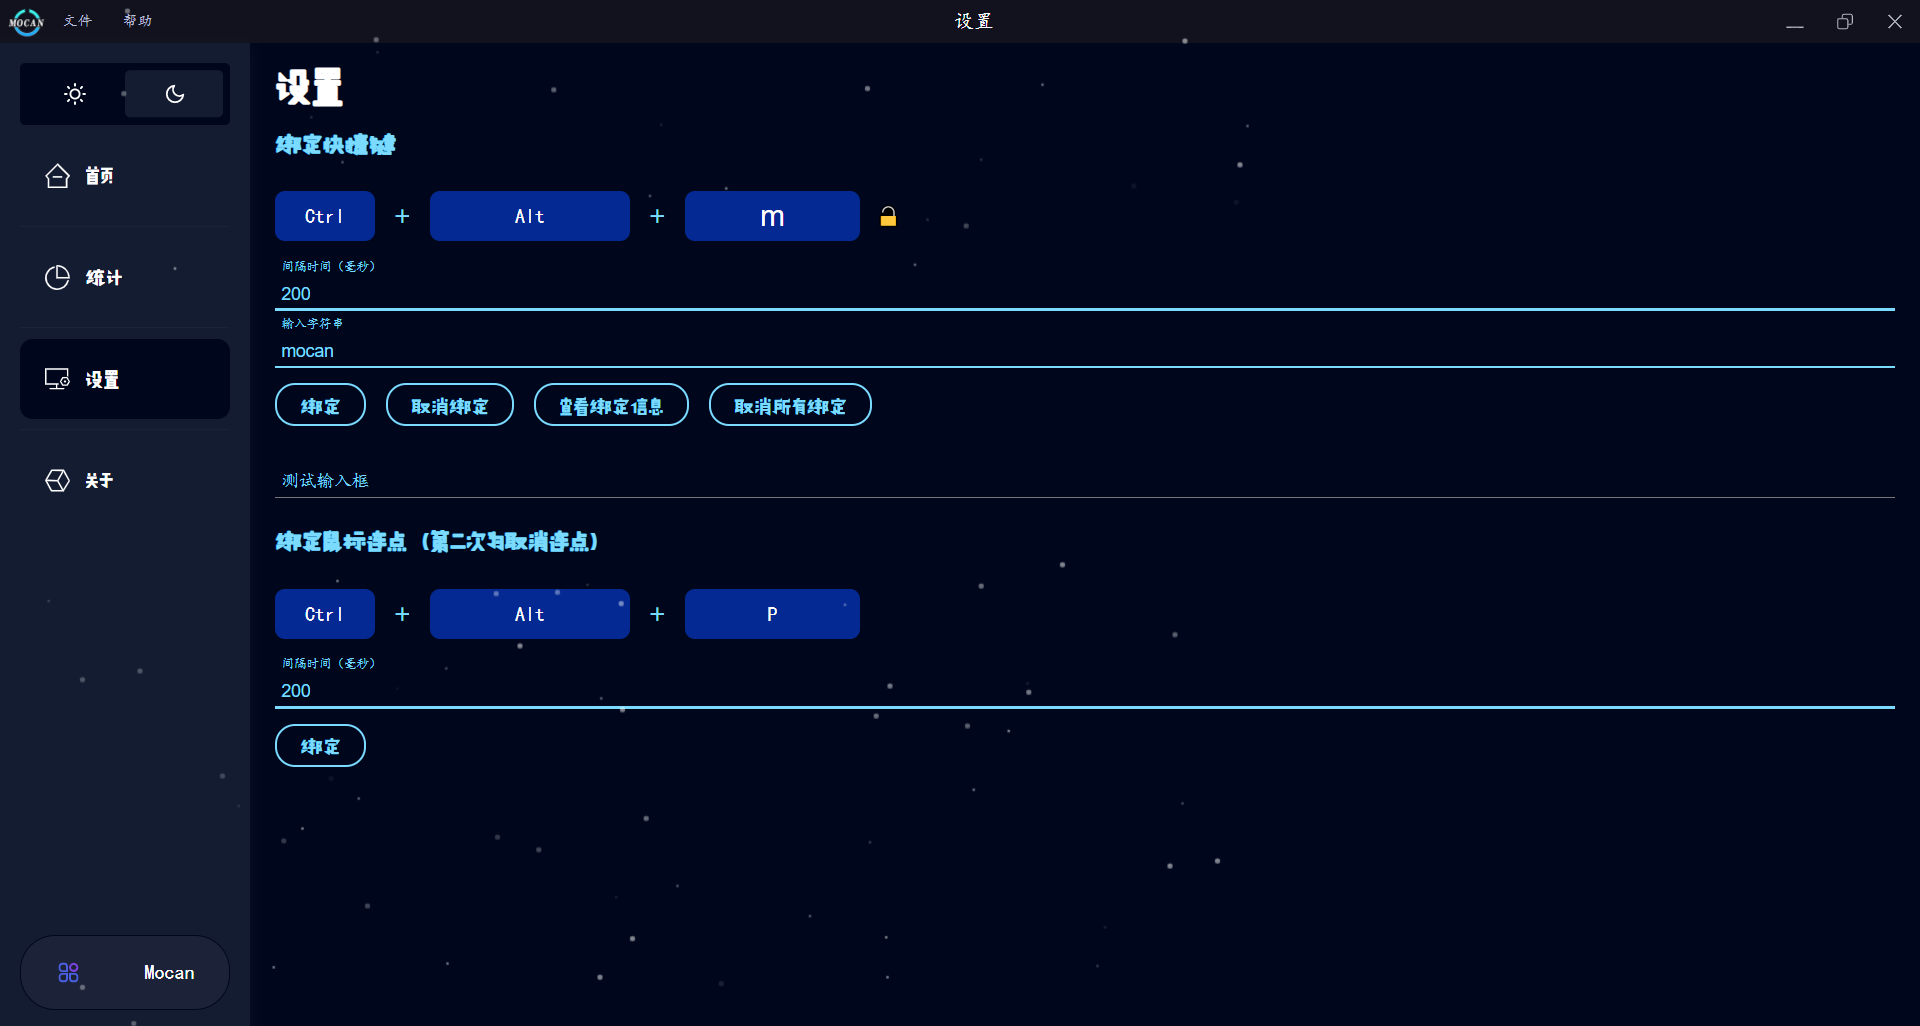 MOCAN 文件 帮助 设置
首页
统计
设置
关于
Mocan
设置
绑定快捷键
Ctrl + Alt + m
间隔时间（毫秒）
200
输入字符串
mocan
绑定 取消绑定 查看绑定信息 取消所有绑定
测试输入框
绑定鼠标连点（第二次为取消连点）
Ctrl + Alt + P
间隔时间（毫秒）
200
绑定